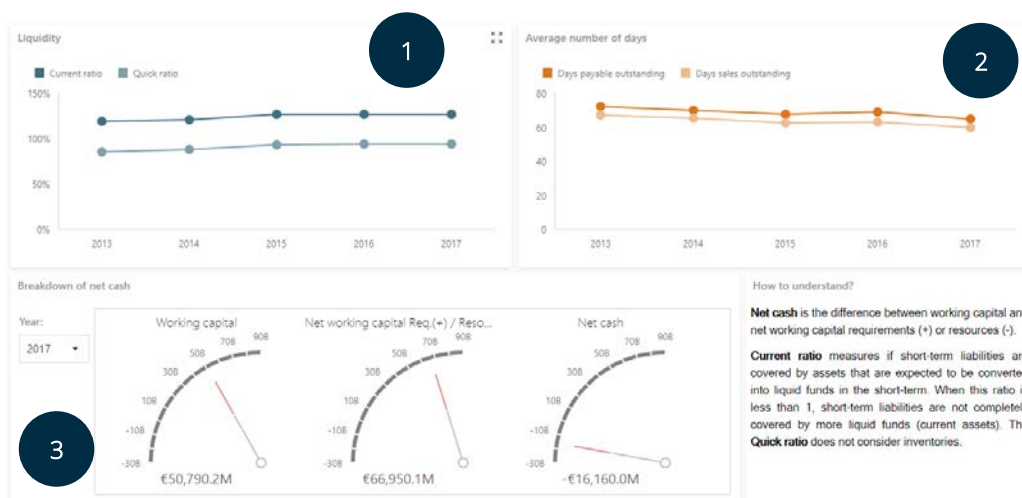 Liquidity
1
Current ratio
Quick ratio
150%
100%
50%
0%
2013
2014
2015
2016
2017
Average number of days
2
Days payable outstanding
Days sales outstanding
80
60
40
20
0
2013
2014
2015
2016
2017
Breakdown of net cash
Year:
2017
3
Working capital
90B
70B
50B
30B
10B
-10B
-30B
€50,790.2M
Net working capital Req.(+) / Reso...
90B
70B
50B
30B
10B
-10B
-30B
€66,950.1M
Net cash
90B
70B
50B
30B
10B
-10B
-30B
-€16,160.0M
How to understand?
Net cash is the difference between working capital an
net working capital requirements (+) or resources (-).
Current ratio measures if short-term liabilities ar
covered by assets that are expected to be converte
into liquid funds in the short-term. When this ratio i
less than 1, short-term liabilities are not completel
covered by more liquid funds (current assets). Th
Quick ratio does not consider inventories.